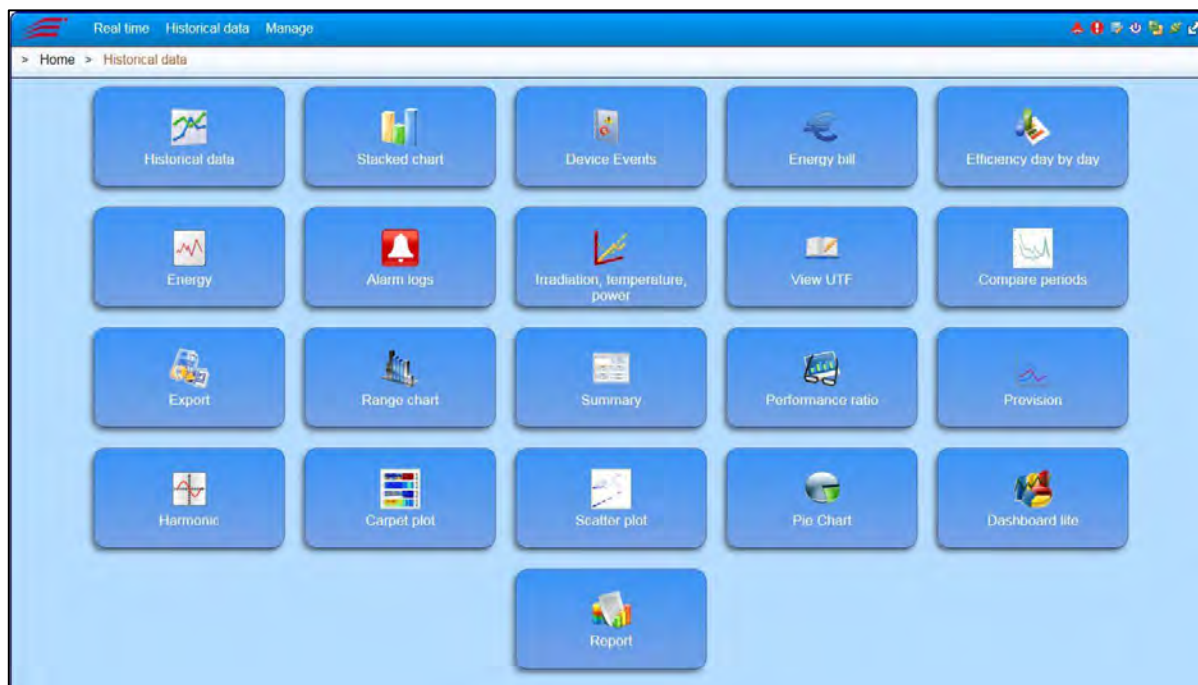 Real time Historical data Manage
> Home > Historical data
Historical data
Stacked chart
Device Events
Energy bill
Efficiency day by day
Energy
Alarm logs
Irradiation, temperature,
power
View UTF
Compare periods
Export
Range chart
Summary
Performance ratio
Prevision
Harmonic
Carpet plot
Scatter plot
Pie Chart
Dashboard lite
Report